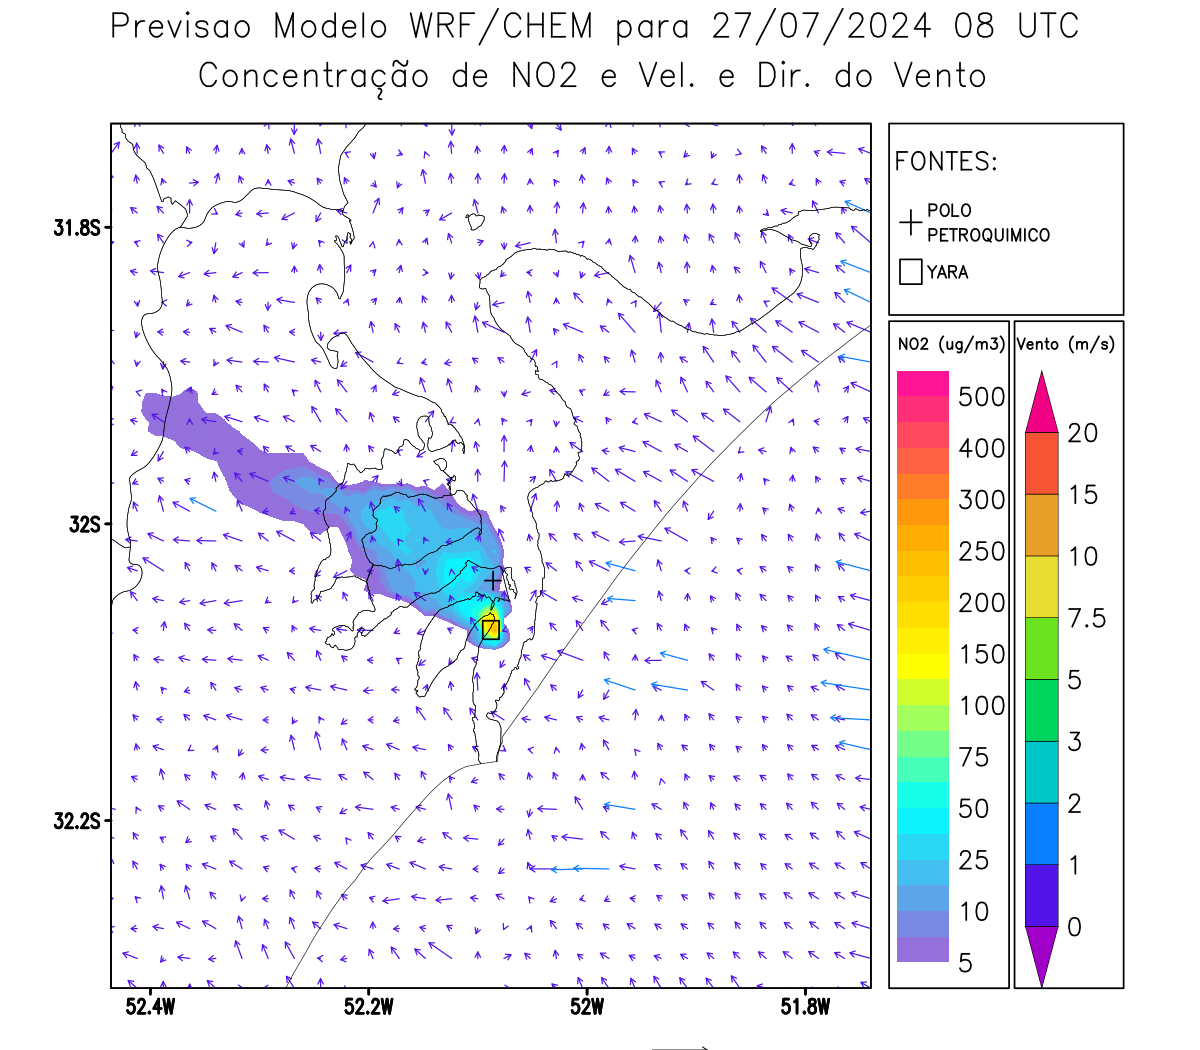 Previsao Modelo WRF/CHEM para 27/07/2024 08 UTC
Concentração de NO2 e Vel. e Dir. do Vento
FONTES:
POLO
PETROQUIMICO
YARA
NO2 (ug/m3)
500
400
300
250
200
150
100
75
50
25
10
5
Vento (m/s)
20
15
10
7.5
5
3
2
1
0
31.8S
32S
32.2S
52.4W
52.2W
52W
51.8W